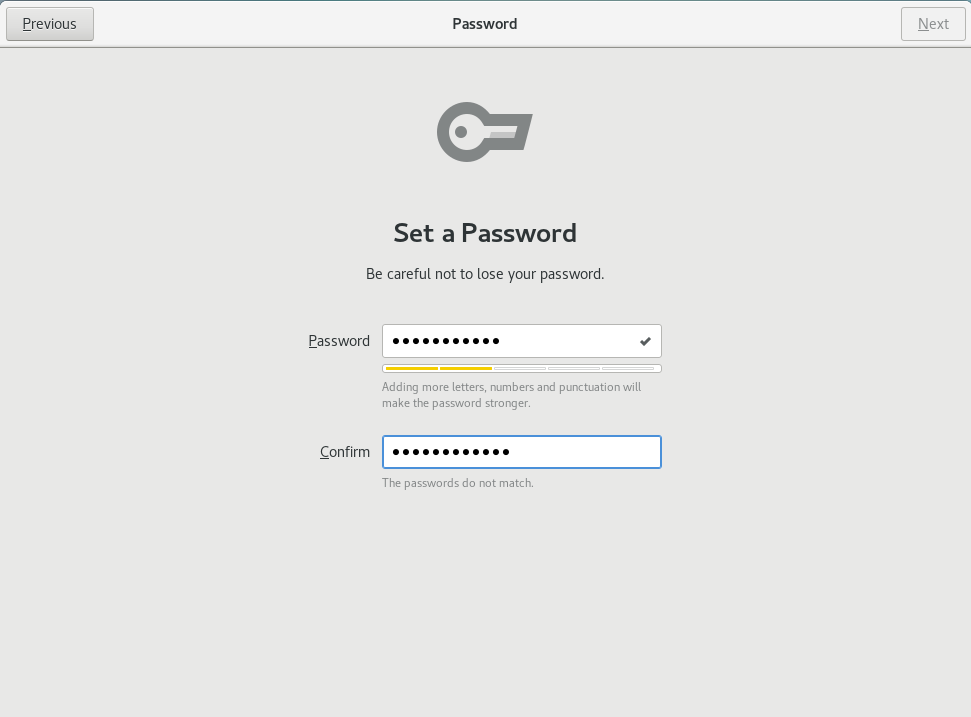 Previous
Password
Next
Set a Password
Be careful not to lose your password.
Password
●●●●●●●●●●●
Adding more letters, numbers and punctuation will
make the password stronger.
Confirm
●●●●●●●●●●●●
The passwords do not match.